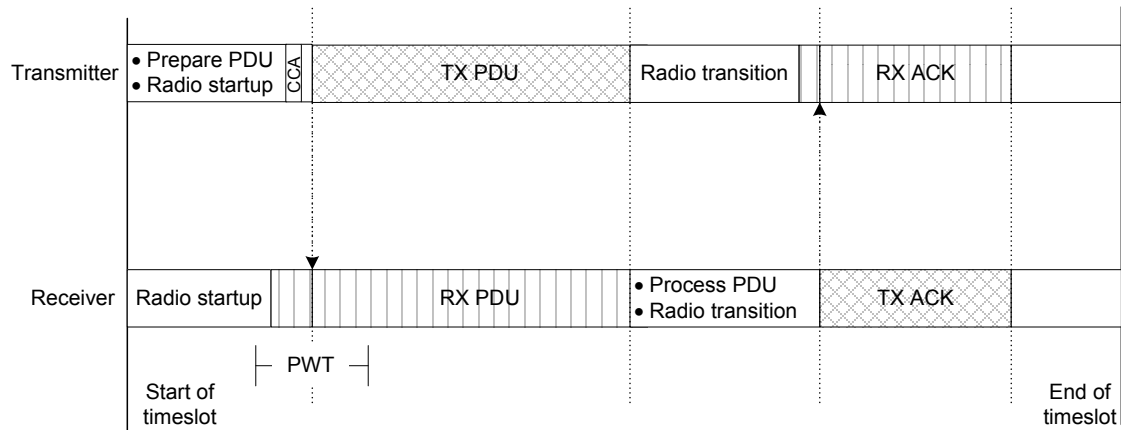 Transmitter
• Prepare PDU
• Radio startup
CCA
TX PDU
Radio transition
RX ACK
Receiver
Radio startup
RX PDU
• Process PDU
• Radio transition
TX ACK
PWT
Start of
timeslot
End of
timeslot